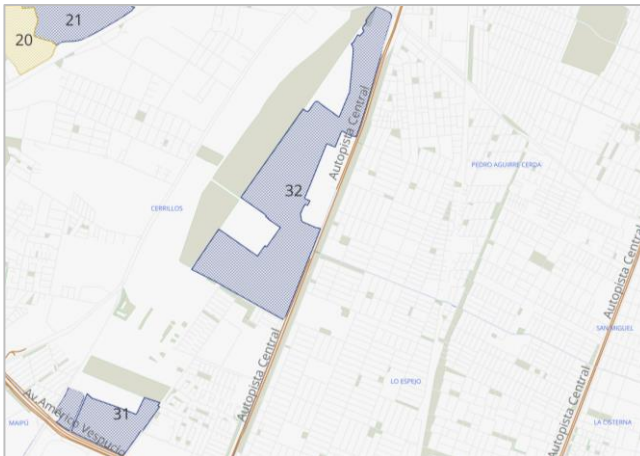 21
20
Autopista Central
PEDRO AGUIRRE CERDA
32
CERRILLOS
Autopista Central
SAN MIGUEL
Autopista Central
LO ESPEJO
Autopista Central
31
Av Américo Vespucio
MAIPÚ
LA CISTERNA